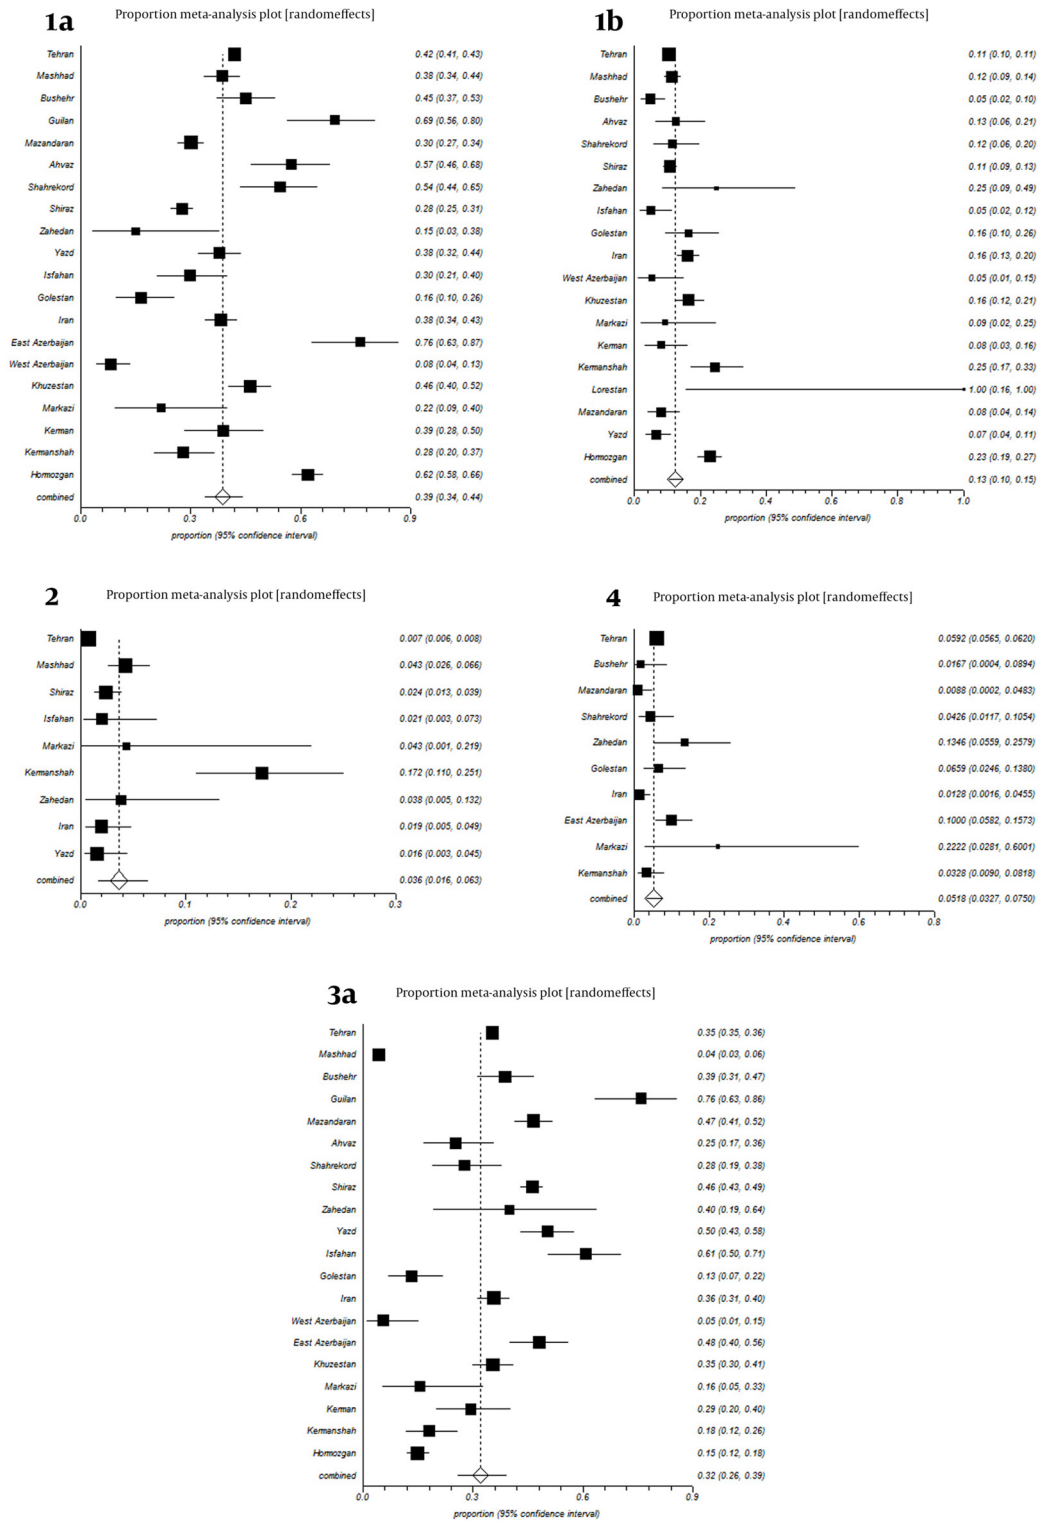 1a
Proportion meta-analysis plot [randomeffects]
Tehran 0.42 (0.41, 0.43)
Mashhad 0.38 (0.34, 0.44)
Bushehr 0.45 (0.37, 0.53)
Guilan 0.69 (0.56, 0.80)
Mazandaran 0.30 (0.27, 0.34)
Ahvaz 0.57 (0.46, 0.68)
Shahrekord 0.54 (0.44, 0.65)
Shiraz 0.28 (0.25, 0.31)
Zahedan 0.15 (0.03, 0.38)
Yazd 0.38 (0.32, 0.44)
Isfahan 0.30 (0.21, 0.40)
Golestan 0.16 (0.10, 0.26)
Iran 0.38 (0.34, 0.43)
East Azerbaijan 0.76 (0.63, 0.87)
West Azerbaijan 0.08 (0.04, 0.13)
Khuzestan 0.46 (0.40, 0.52)
Markazi 0.22 (0.09, 0.40)
Kerman 0.39 (0.28, 0.50)
Kermanshah 0.28 (0.20, 0.37)
Hormozgan 0.62 (0.58, 0.66)
combined 0.39 (0.34, 0.44)
0.0 0.3 0.6 0.9
proportion (95% confidence interval)
1b
Proportion meta-analysis plot [randomeffects]
Tehran 0.11 (0.10, 0.11)
Mashhad 0.12 (0.09, 0.14)
Bushehr 0.05 (0.02, 0.10)
Ahvaz 0.13 (0.06, 0.21)
Shahrekord 0.12 (0.06, 0.20)
Shiraz 0.11 (0.09, 0.13)
Zahedan 0.25 (0.09, 0.49)
Isfahan 0.05 (0.02, 0.12)
Golestan 0.16 (0.10, 0.26)
Iran 0.16 (0.13, 0.20)
West Azerbaijan 0.05 (0.01, 0.15)
Khuzestan 0.16 (0.12, 0.21)
Markazi 0.09 (0.02, 0.25)
Kerman 0.08 (0.03, 0.16)
Kermanshah 0.25 (0.17, 0.33)
Lorestan 1.00 (0.16, 1.00)
Mazandaran 0.08 (0.04, 0.14)
Yazd 0.07 (0.04, 0.11)
Hormozgan 0.23 (0.19, 0.27)
combined 0.13 (0.10, 0.15)
0.0 0.2 0.4 0.6 0.8 1.0
proportion (95% confidence interval)
2
Proportion meta-analysis plot [randomeffects]
Tehran 0.007 (0.006, 0.008)
Mashhad 0.043 (0.026, 0.066)
Shiraz 0.024 (0.013, 0.039)
Isfahan 0.021 (0.003, 0.073)
Markazi 0.043 (0.001, 0.219)
Kermanshah 0.172 (0.110, 0.251)
Zahedan 0.038 (0.005, 0.132)
Iran 0.019 (0.005, 0.049)
Yazd 0.016 (0.003, 0.045)
combined 0.036 (0.016, 0.063)
0.0 0.1 0.2 0.3
proportion (95% confidence interval)
4
Proportion meta-analysis plot [randomeffects]
Tehran 0.0592 (0.0565, 0.0620)
Bushehr 0.0167 (0.0004, 0.0894)
Mazandaran 0.0088 (0.0002, 0.0483)
Shahrekord 0.0426 (0.0117, 0.1054)
Zahedan 0.1346 (0.0559, 0.2579)
Golestan 0.0659 (0.0246, 0.1380)
Iran 0.0128 (0.0016, 0.0455)
East Azerbaijan 0.1000 (0.0582, 0.1573)
Markazi 0.2222 (0.0281, 0.6001)
Kermanshah 0.0328 (0.0090, 0.0818)
combined 0.0518 (0.0327, 0.0750)
0.0 0.2 0.4 0.6 0.8
proportion (95% confidence interval)
3a
Proportion meta-analysis plot [randomeffects]
Tehran 0.35 (0.35, 0.36)
Mashhad 0.04 (0.03, 0.06)
Bushehr 0.39 (0.31, 0.47)
Guilan 0.76 (0.63, 0.86)
Mazandaran 0.47 (0.41, 0.52)
Ahvaz 0.25 (0.17, 0.36)
Shahrekord 0.28 (0.19, 0.38)
Shiraz 0.46 (0.43, 0.49)
Zahedan 0.40 (0.19, 0.64)
Yazd 0.50 (0.43, 0.58)
Isfahan 0.61 (0.50, 0.71)
Golestan 0.13 (0.07, 0.22)
Iran 0.36 (0.31, 0.40)
West Azerbaijan 0.05 (0.01, 0.15)
East Azerbaijan 0.48 (0.40, 0.56)
Khuzestan 0.35 (0.30, 0.41)
Markazi 0.16 (0.05, 0.33)
Kerman 0.29 (0.20, 0.40)
Kermanshah 0.18 (0.12, 0.26)
Hormozgan 0.15 (0.12, 0.18)
combined 0.32 (0.26, 0.39)
0.0 0.3 0.6 0.9
proportion (95% confidence interval)